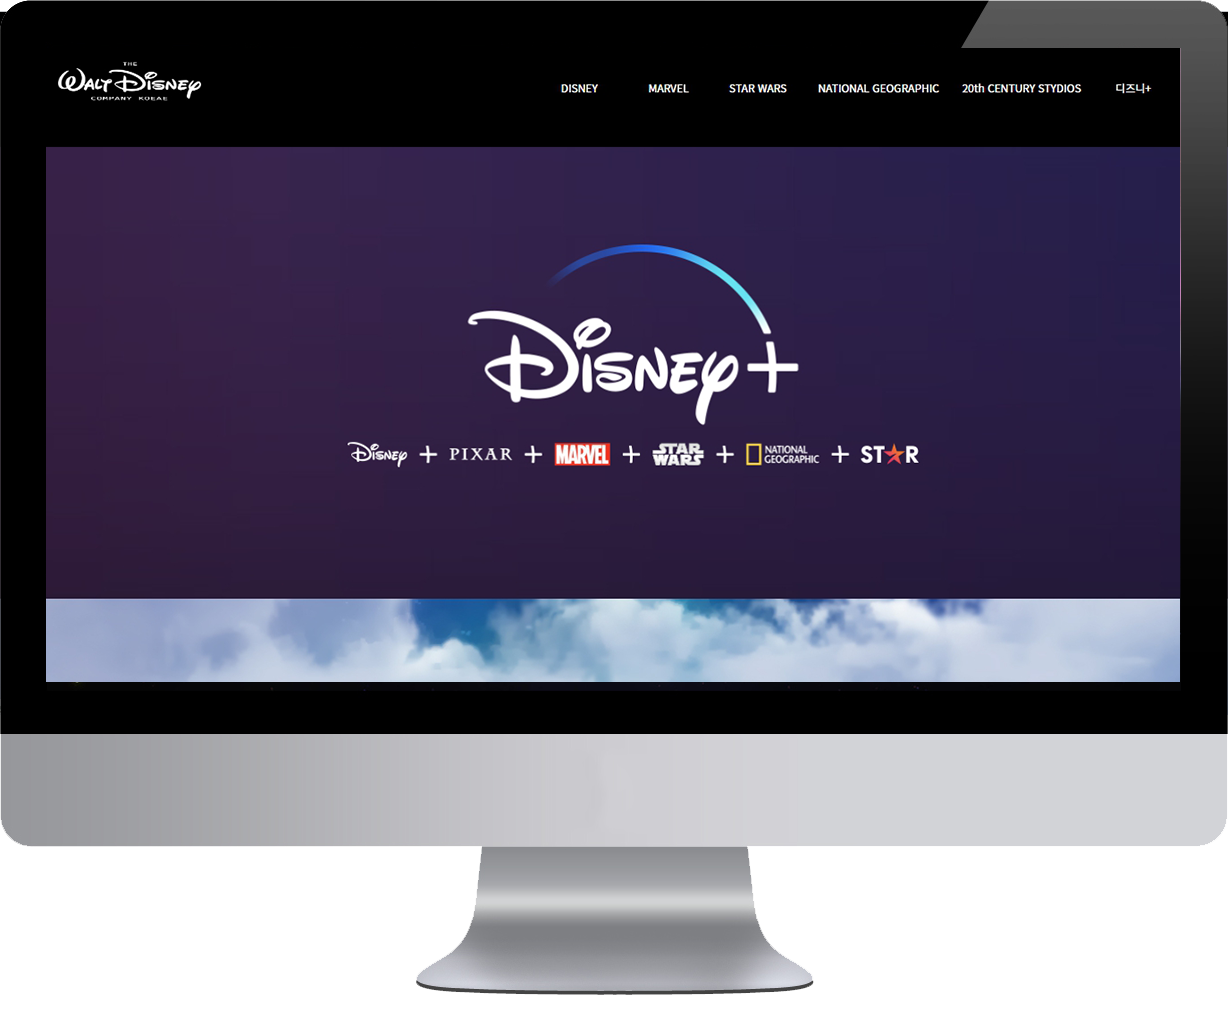 THE
WALT DISNEY
COMPANY KOEAE
DISNEY MARVEL STAR WARS NATIONAL GEOGRAPHIC 20th CENTURY STYDIOS 디즈니+
DISNEY+
DISNEY + PIXAR + MARVEL + STAR WARS + NATIONAL GEOGRAPHIC + STAR